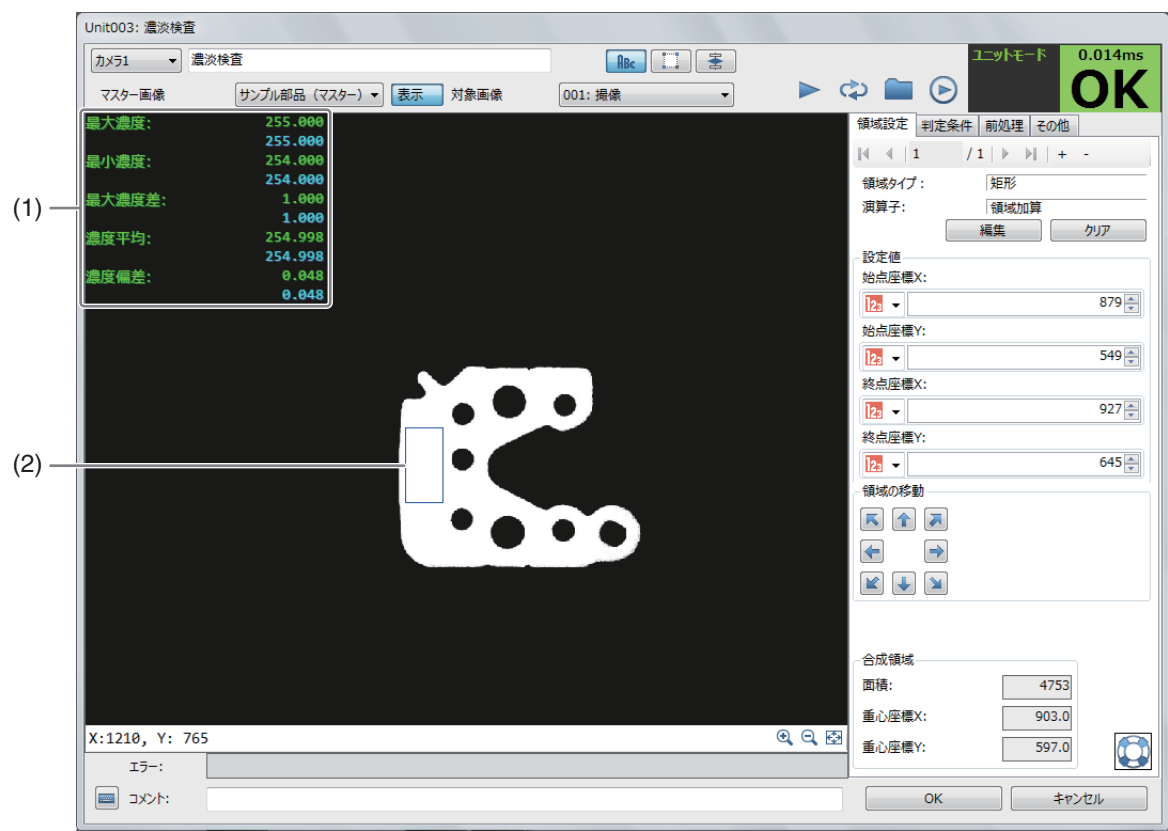 Unit003: 濃淡検査
カメラ1 濃淡検査 ABC
ユニットモード 0.014ms
OK
マスター画像 サンプル部品（マスター） 表示 対象画像 001: 撮像
領域設定 判定条件 前処理 その他
1 / 1 + -
領域タイプ: 矩形
演算子: 領域加算
編集 クリア
設定値
始点座標X:
123 879
始点座標Y:
123 549
終点座標X:
123 927
終点座標Y:
123 645
領域の移動
合成領域
面積: 4753
重心座標X: 903.0
重心座標Y: 597.0
(1)
最大濃度: 255.000
255.000
最小濃度: 254.000
254.000
最大濃度差: 1.000
1.000
濃度平均: 254.998
254.998
濃度偏差: 0.048
0.048
(2)
X:1210, Y: 765
エラー:
コメント:
OK キャンセル